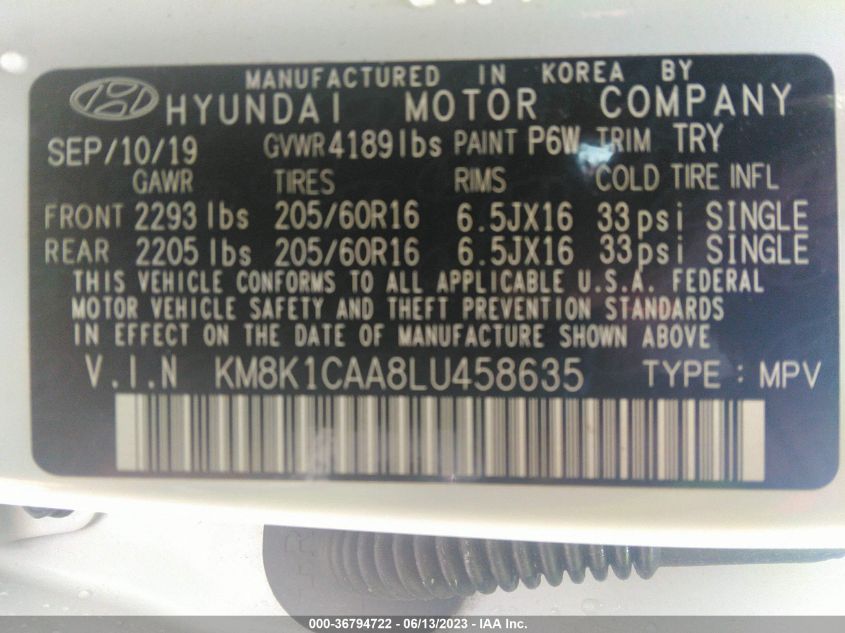 MANUFACTURED IN KOREA BY
HYUNDAI MOTOR COMPANY
SEP/10/19 GVWR 4189lbs PAINT P6W TRIM TRY
GAWR TIRES RIMS COLD TIRE INFL
FRONT 2293 lbs 205/60R16 6.5JX16 33psi SINGLE
REAR 2205 lbs 205/60R16 6.5JX16 33psi SINGLE
THIS VEHICLE CONFORMS TO ALL APPLICABLE U.S.A. FEDERAL
MOTOR VEHICLE SAFETY AND THEFT PREVENTION STANDARDS
IN EFFECT ON THE DATE OF MANUFACTURE SHOWN ABOVE
V.I.N KM8K1CAA8LU458635 TYPE : MPV
000-36794722 - 06/13/2023 - IAA Inc.